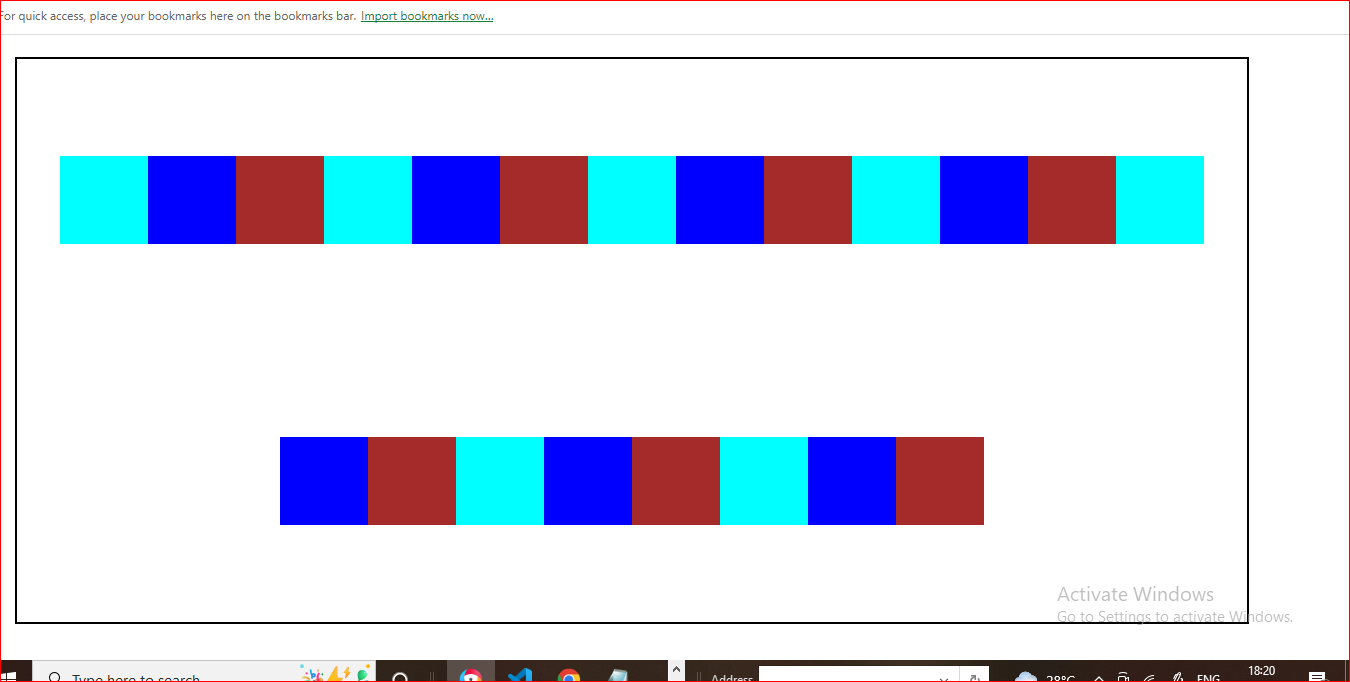 For quick access, place your bookmarks here on the bookmarks bar. Import bookmarks now...
Activate Windows
Go to Settings to activate Windows.
Type here to search
Address
28°C
ENG
18:20